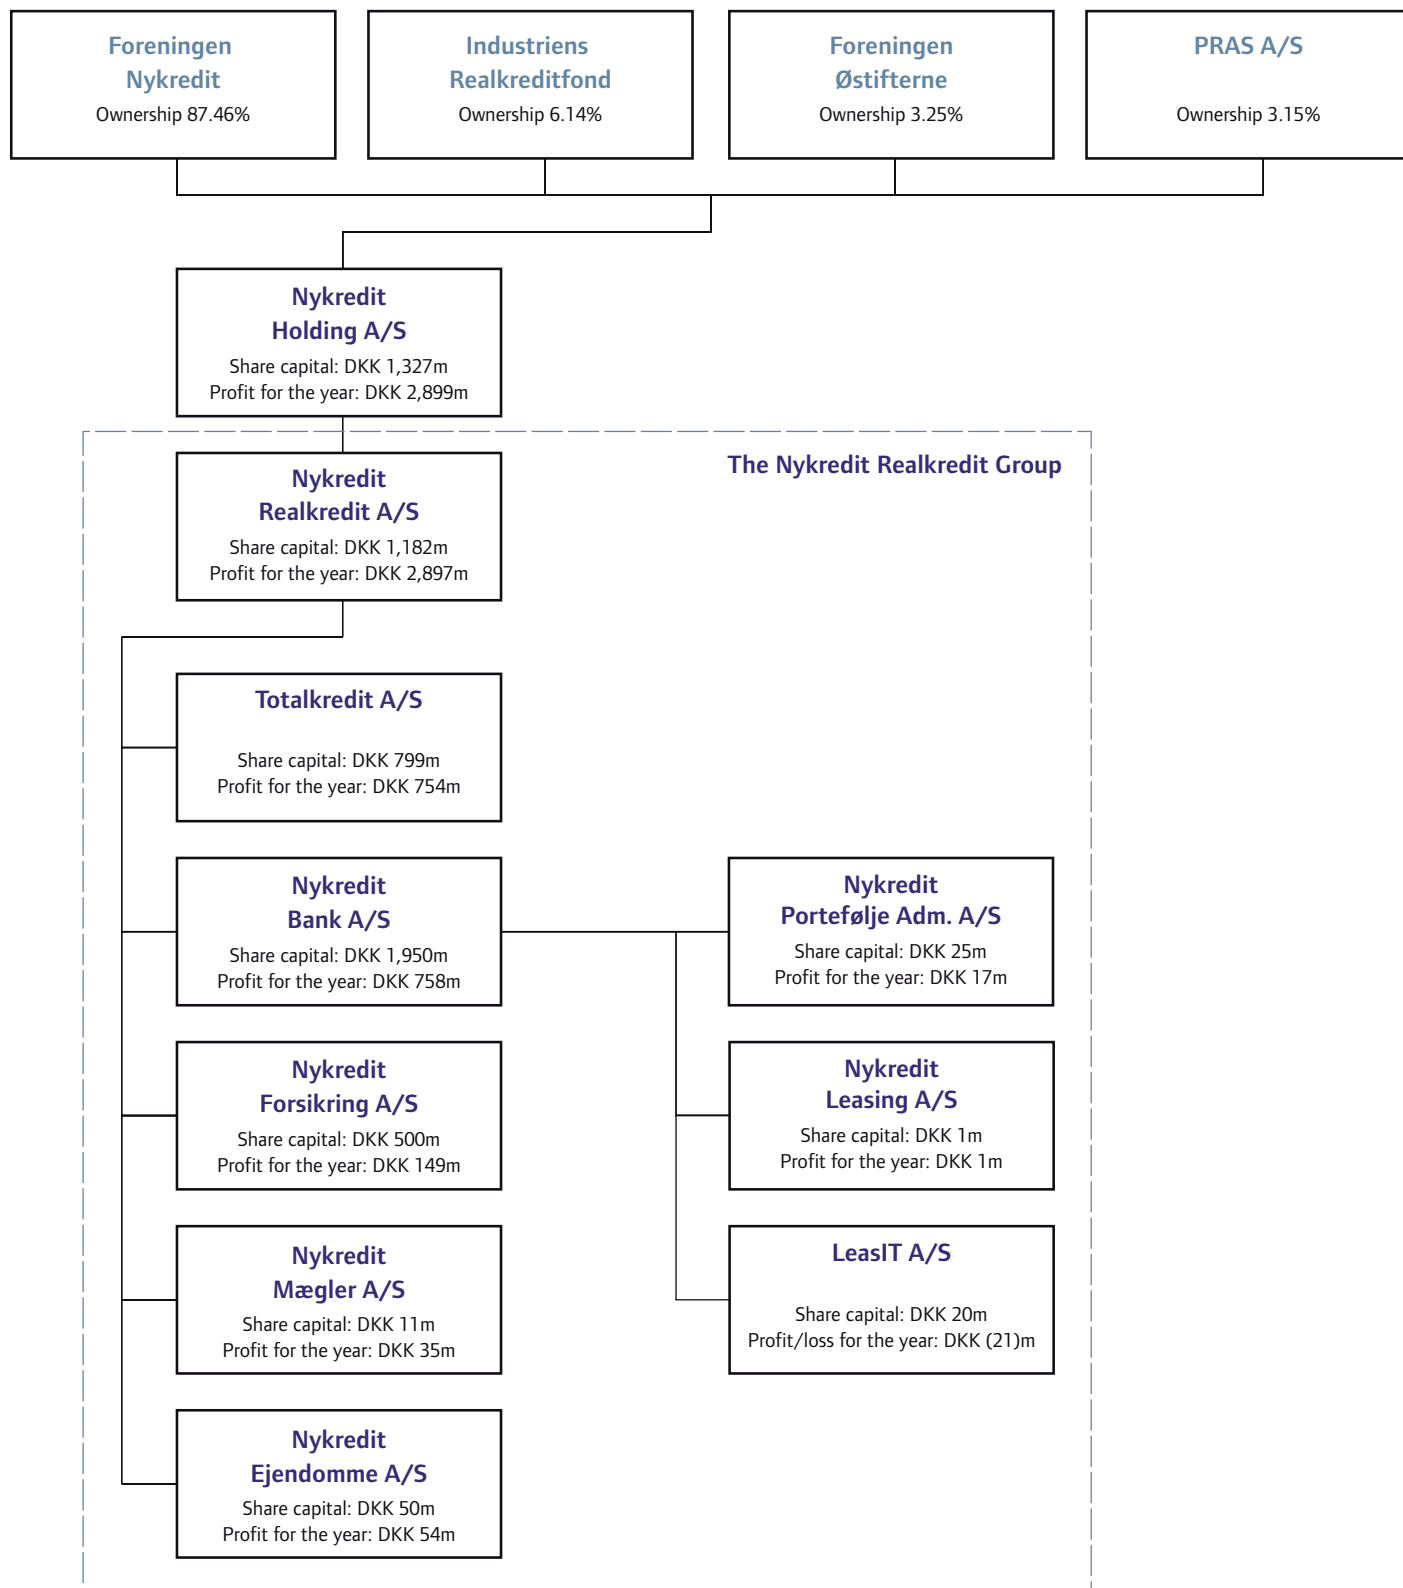 Foreningen
Nykredit
Ownership 87.46%
Industriens
Realkreditfond
Ownership 6.14%
Foreningen
Østifterne
Ownership 3.25%
PRAS A/S
Ownership 3.15%
Nykredit
Holding A/S
Share capital: DKK 1,327m
Profit for the year: DKK 2,899m
The Nykredit Realkredit Group
Nykredit
Realkredit A/S
Share capital: DKK 1,182m
Profit for the year: DKK 2,897m
Totalkredit A/S
Share capital: DKK 799m
Profit for the year: DKK 754m
Nykredit
Bank A/S
Share capital: DKK 1,950m
Profit for the year: DKK 758m
Nykredit
Portefølje Adm. A/S
Share capital: DKK 25m
Profit for the year: DKK 17m
Nykredit
Forsikring A/S
Share capital: DKK 500m
Profit for the year: DKK 149m
Nykredit
Leasing A/S
Share capital: DKK 1m
Profit for the year: DKK 1m
Nykredit
Mægler A/S
Share capital: DKK 11m
Profit for the year: DKK 35m
LeasIT A/S
Share capital: DKK 20m
Profit/loss for the year: DKK (21)m
Nykredit
Ejendomme A/S
Share capital: DKK 50m
Profit for the year: DKK 54m